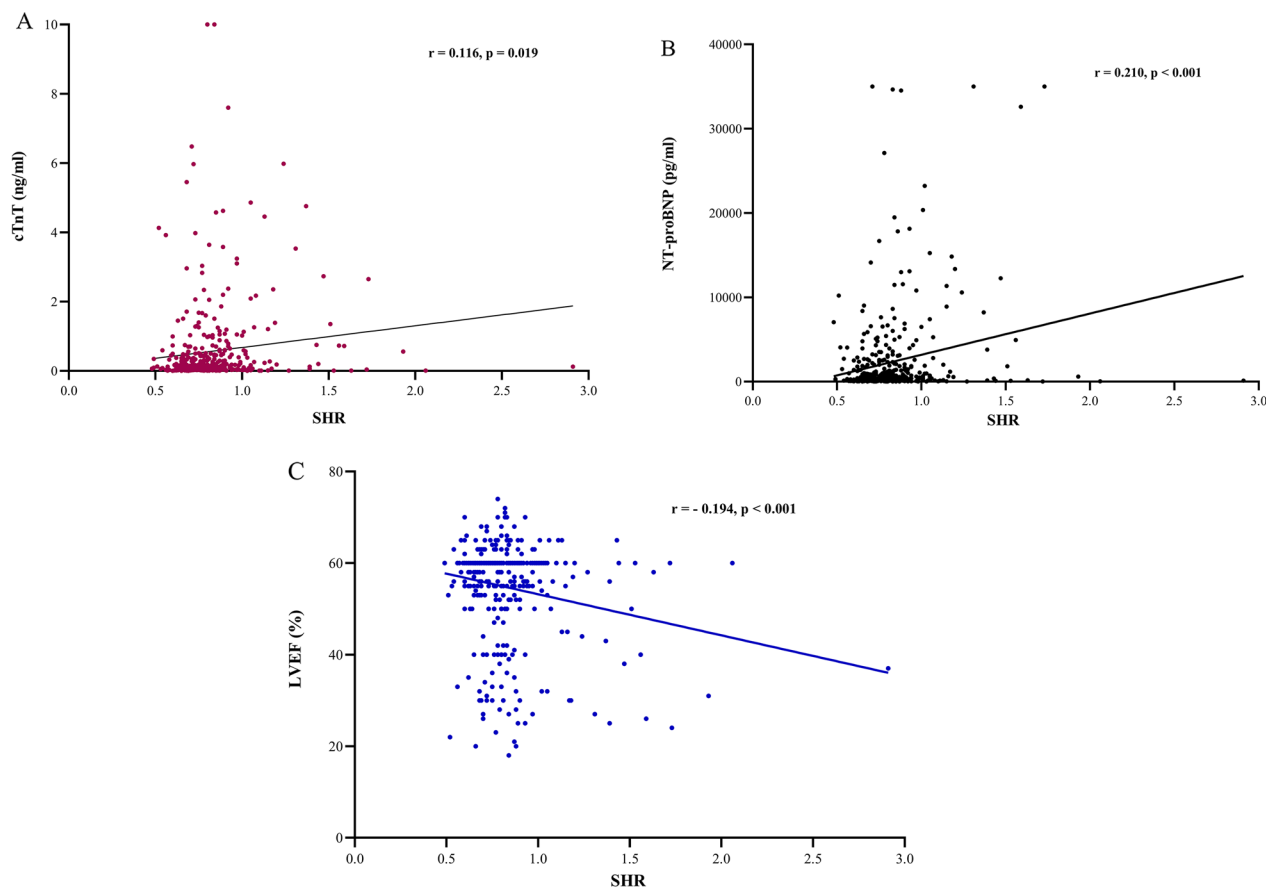 A
r = 0.116, p = 0.019
cTnT (ng/ml)
10
8
6
4
2
0
0.0 0.5 1.0 1.5 2.0 2.5 3.0
SHR
B
r = 0.210, p < 0.001
NT-proBNP (pg/ml)
40000
30000
20000
10000
0
0.0 0.5 1.0 1.5 2.0 2.5 3.0
SHR
C
r = - 0.194, p < 0.001
LVEF (%)
80
60
40
20
0
0.0 0.5 1.0 1.5 2.0 2.5 3.0
SHR